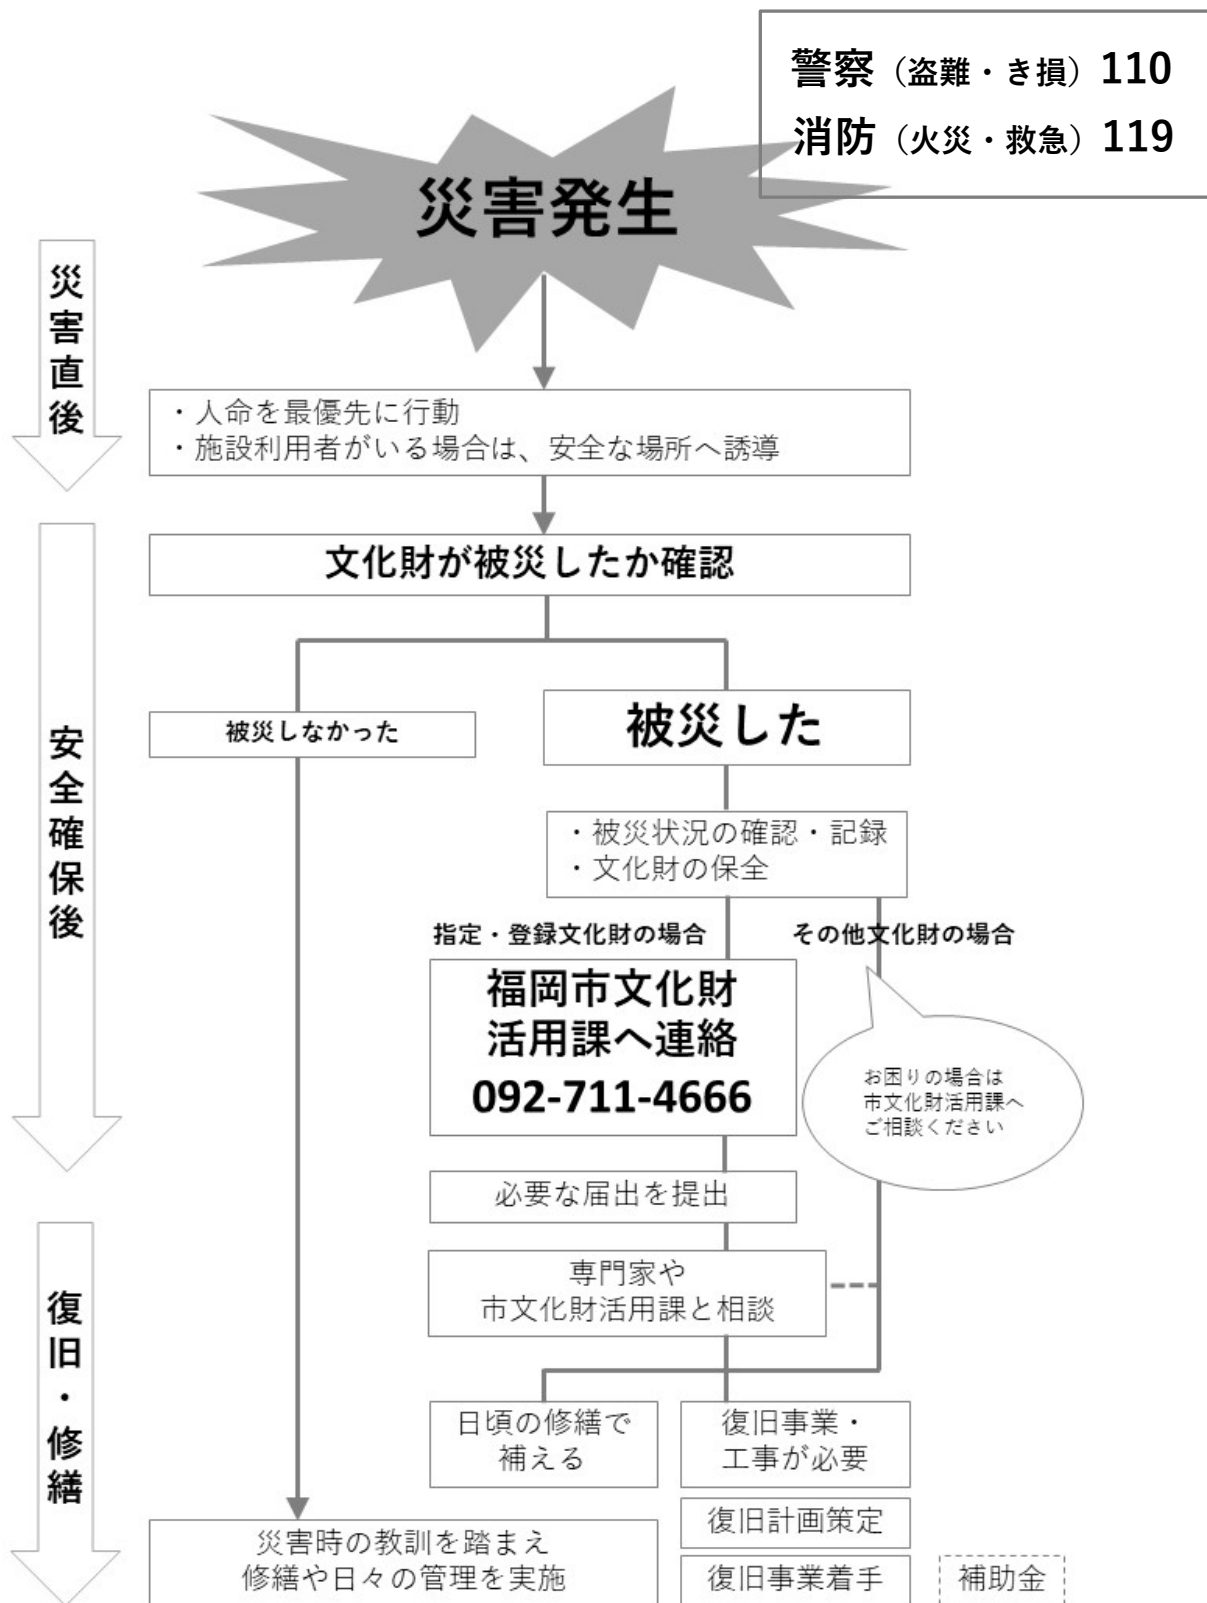 警察（盗難・き損）110
消防（火災・救急）119
災害発生
災害直後
・人命を最優先に行動
・施設利用者がいる場合は、安全な場所へ誘導
安全確保後
文化財が被災したか確認
被災しなかった
被災した
・被災状況の確認・記録
・文化財の保全
指定・登録文化財の場合
その他文化財の場合
福岡市文化財
活用課へ連絡
092-711-4666
お困りの場合は
市文化財活用課へ
ご相談ください
必要な届出を提出
復旧・修繕
専門家や
市文化財活用課と相談
日頃の修繕で
補える
復旧事業・
工事が必要
復旧計画策定
災害時の教訓を踏まえ
修繕や日々の管理を実施
復旧事業着手
補助金